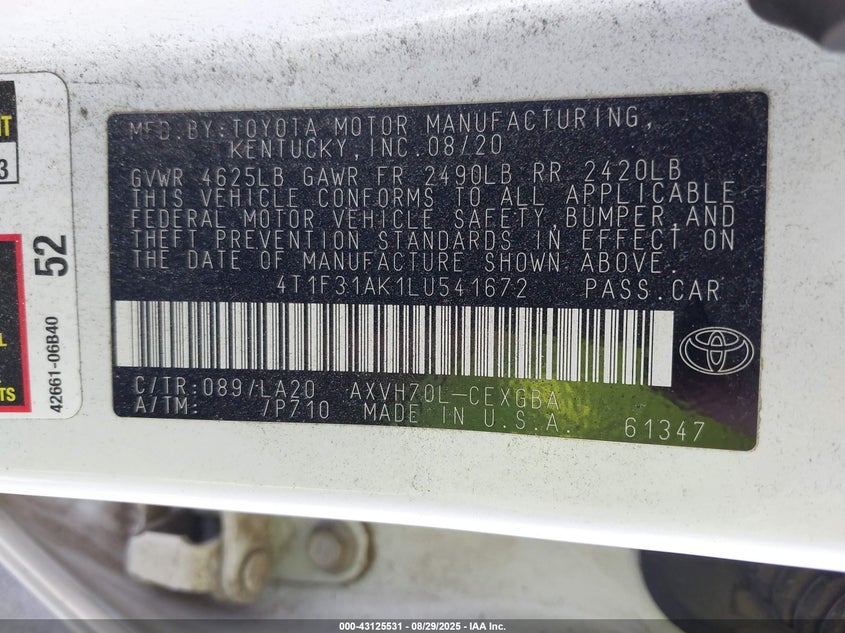 MFD.BY:TOYOTA MOTOR MANUFACTURING,
KENTUCKY,INC.08/20
GVWR 4625LB GAWR FR 2490LB RR 2420LB
THIS VEHICLE CONFORMS TO ALL APPLICABLE
FEDERAL MOTOR VEHICLE SAFETY,BUMPER,AND
THEFT PREVENTION STANDARDS IN EFFECT ON
THE DATE OF MANUFACTURE SHOWN ABOVE.
4T1F31AK1LU541672 PASS.CAR
C/TR:089/LA20 AXVH70L-CEXGBA
A/TM: /P710 MADE IN U.S.A. 61347
3
52
42661-06B40
TS
000-43125531 - 08/29/2025 - IAA Inc.